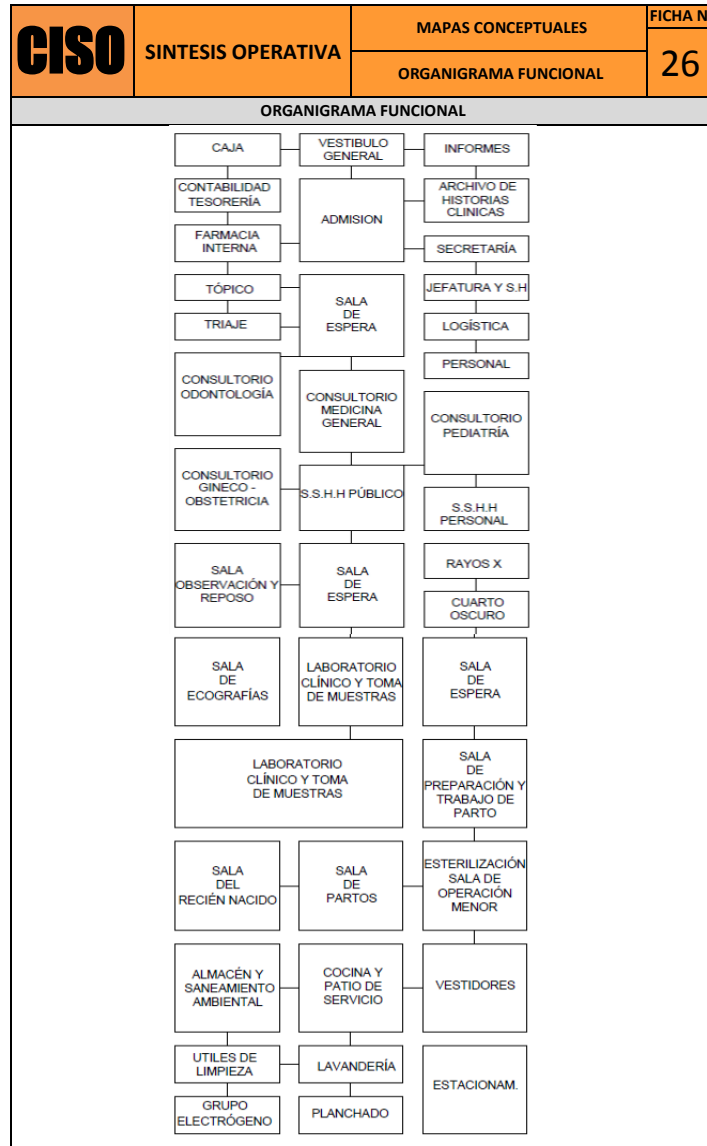 CISO
SINTESIS OPERATIVA
MAPAS CONCEPTUALES
ORGANIGRAMA FUNCIONAL
FICHA N
26
ORGANIGRAMA FUNCIONAL
CAJA
VESTIBULO
GENERAL
INFORMES
CONTABILIDAD
TESORERÍA
ADMISION
ARCHIVO DE
HISTORIAS
CLINICAS
FARMACIA
INTERNA
SECRETARÍA
TÓPICO
SALA
DE
ESPERA
JEFATURA Y S.H
TRIAJE
LOGÍSTICA
PERSONAL
CONSULTORIO
ODONTOLOGÍA
CONSULTORIO
MEDICINA
GENERAL
CONSULTORIO
PEDIATRÍA
CONSULTORIO
GINECO -
OBSTETRICIA
S.S.H.H PÚBLICO
S.S.H.H
PERSONAL
SALA
OBSERVACIÓN Y
REPOSO
SALA
DE
ESPERA
RAYOS X
CUARTO
OSCURO
SALA
DE
ECOGRAFÍAS
LABORATORIO
CLÍNICO Y TOMA
DE MUESTRAS
SALA
DE
ESPERA
LABORATORIO
CLÍNICO Y TOMA
DE MUESTRAS
SALA
DE
PREPARACIÓN Y
TRABAJO DE
PARTO
SALA
DEL
RECIÉN NACIDO
SALA
DE
PARTOS
ESTERILIZACIÓN
SALA DE
OPERACIÓN
MENOR
ALMACÉN Y
SANEAMIENTO
AMBIENTAL
COCINA Y
PATIO DE
SERVICIO
VESTIDORES
UTILES DE
LIMPIEZA
LAVANDERÍA
ESTACIONAM.
GRUPO
ELECTRÓGENO
PLANCHADO